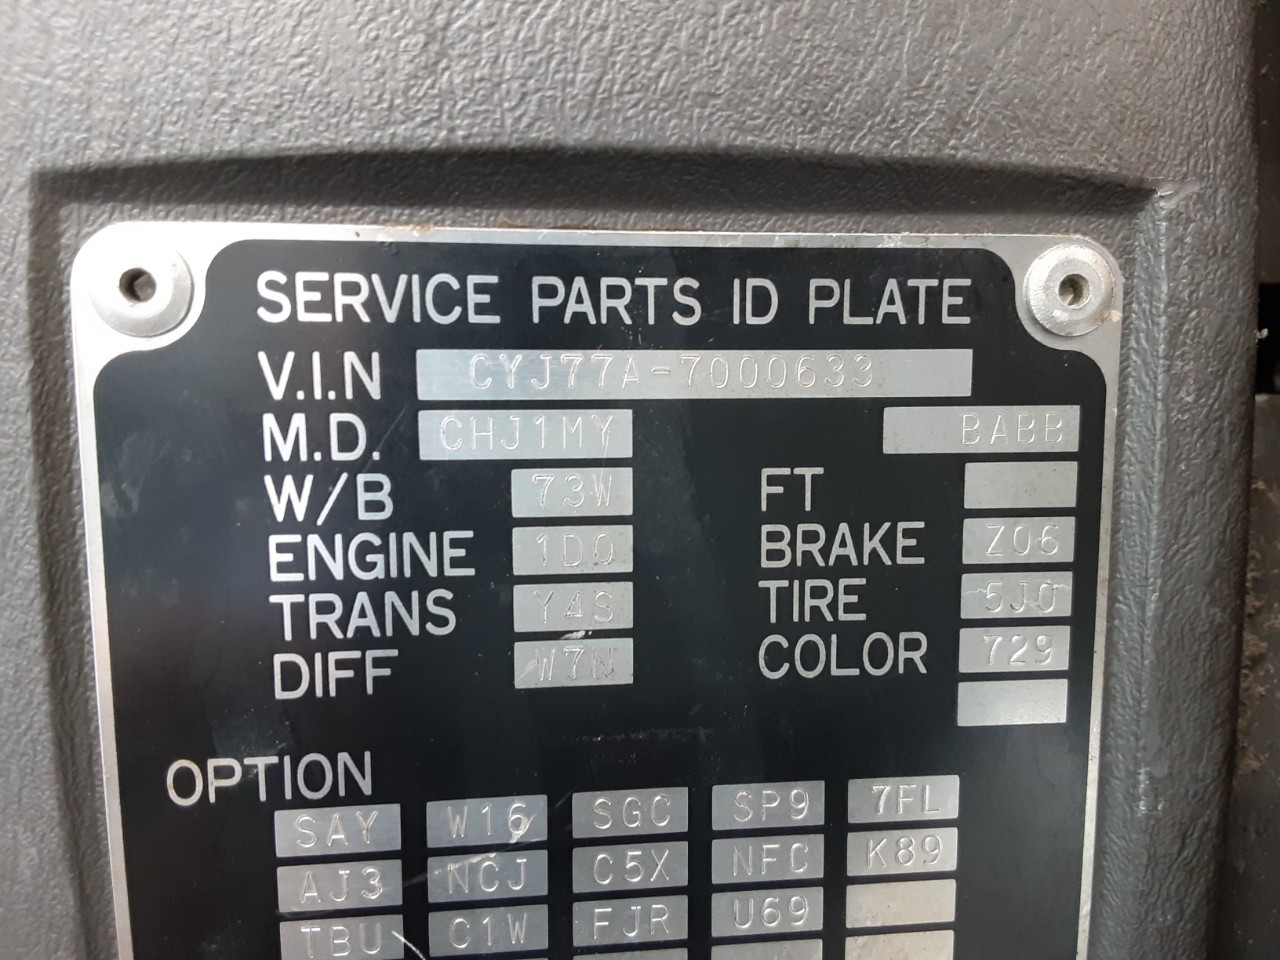 SERVICE PARTS ID PLATE
V.I.N CYJ77A-7000633
M.D. CHJ1MY BABB
W/B 73W FT
ENGINE 1D0 BRAKE Z06
TRANS Y4S TIRE 5J0
DIFF W7N COLOR 729
OPTION
SAY W16 SGC SP9 7FL
AJ3 NCJ C5X NFC K89
TBU C1W FJR U69